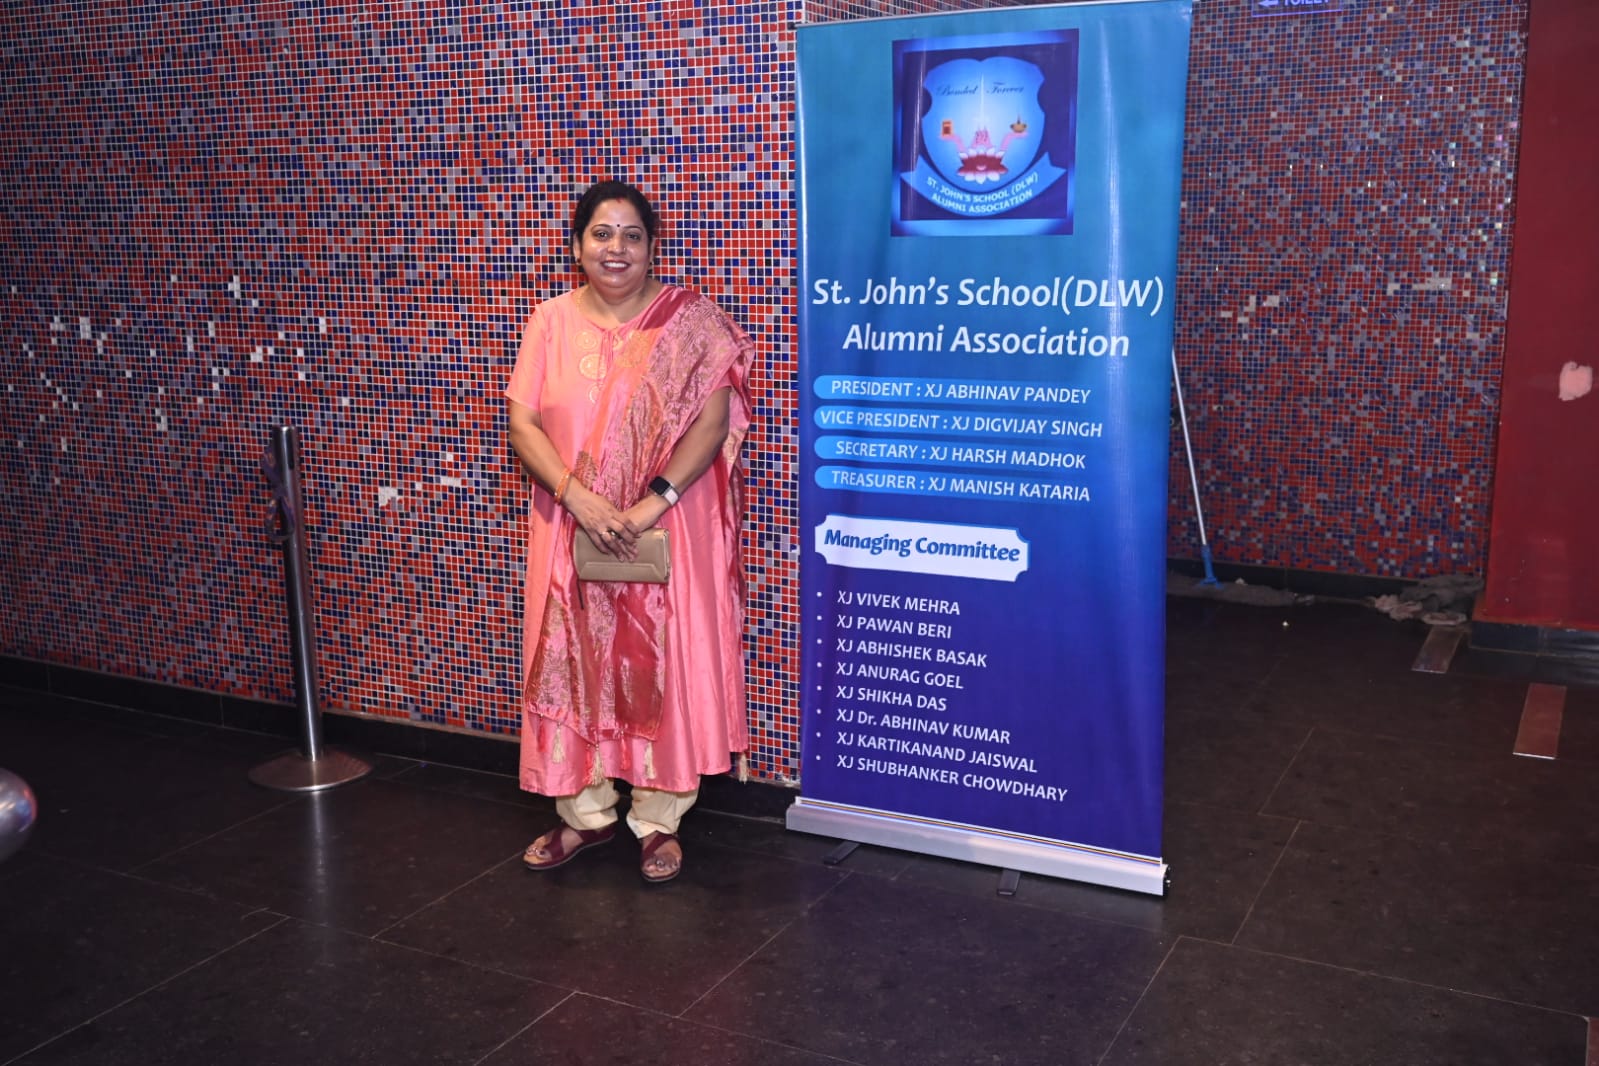 TOILET
Bonded Forever
ST. JOHN'S SCHOOL (DLW)
ALUMNI ASSOCIATION
St. John's School(DLW)
Alumni Association
PRESIDENT : XJ ABHINAV PANDEY
VICE PRESIDENT : XJ DIGVIJAY SINGH
SECRETARY : XJ HARSH MADHOK
TREASURER : XJ MANISH KATARIA
Managing Committee
• XJ VIVEK MEHRA
• XJ PAWAN BERI
• XJ ABHISHEK BASAK
• XJ ANURAG GOEL
• XJ SHIKHA DAS
• XJ Dr. ABHINAV KUMAR
• XJ KARTIKANAND JAISWAL
• XJ SHUBHANKER CHOWDHARY